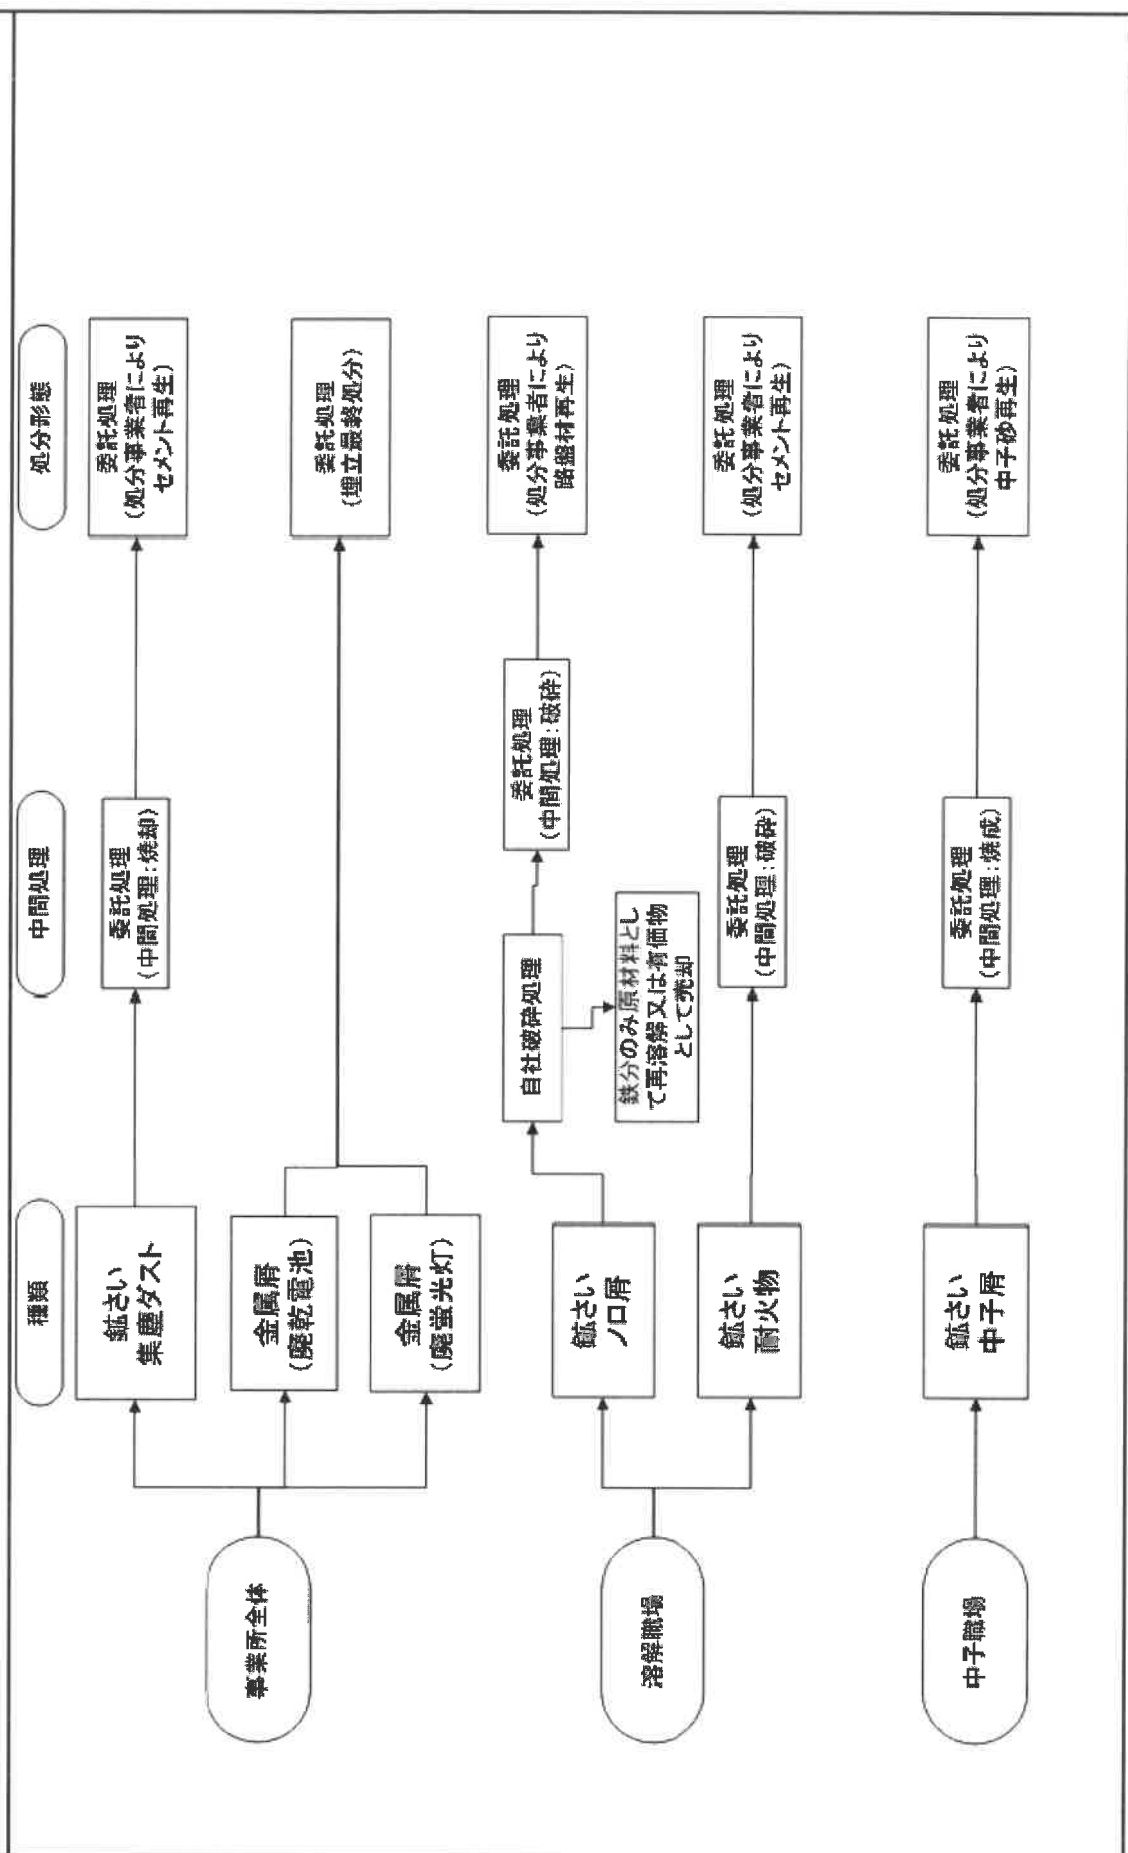 種類
中間処理
処分形態
事業所全体
鉱さい
集塵ダスト
委託処理
(中間処理:焼却)
委託処理
(処分事業者により
セメント再生)
金属屑
(廃乾電池)
金属屑
(廃蛍光灯)
委託処理
(埋立最終処分)
溶解職場
鉱さい
ノロ屑
自社破砕処理
鉄分のみ原材料とし
て再溶解又は有価物
として売却
委託処理
(中間処理:破砕)
委託処理
(処分事業者により
路盤材再生)
鉱さい
耐火物
委託処理
(中間処理:破砕)
委託処理
(処分事業者により
セメント再生)
中子職場
鉱さい
中子屑
委託処理
(中間処理:焼成)
委託処理
(処分事業者により
中子砂再生)